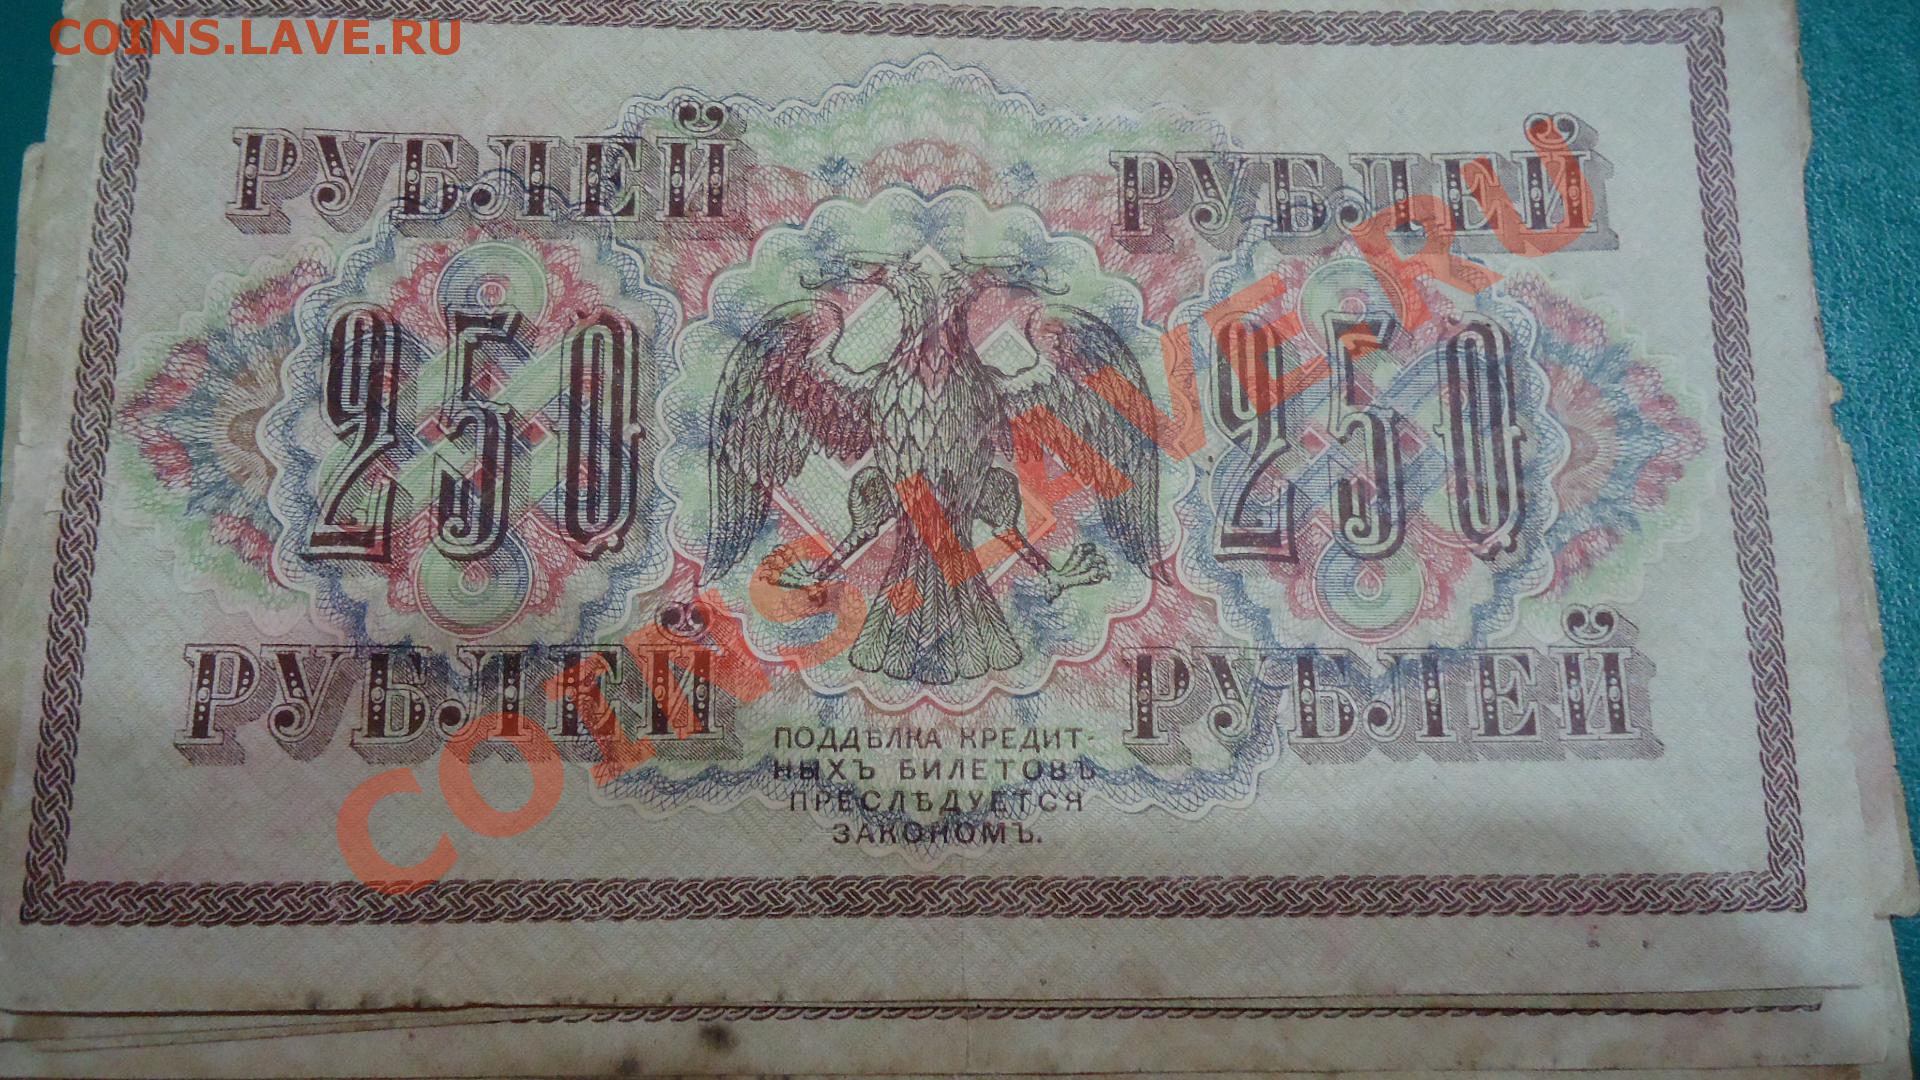 COINS.LAVE.RU
РУБЛЕЙ РУБЛЕЙ
250 250
РУБЛЕЙ РУБЛЕЙ
ПОДДѢЛКА КРЕДИТ-
НЫХЪ БИЛЕТОВЪ
ПРЕСЛѢДУЕТСЯ
ЗАКОНОМЪ.
COINS.LAVE.RU